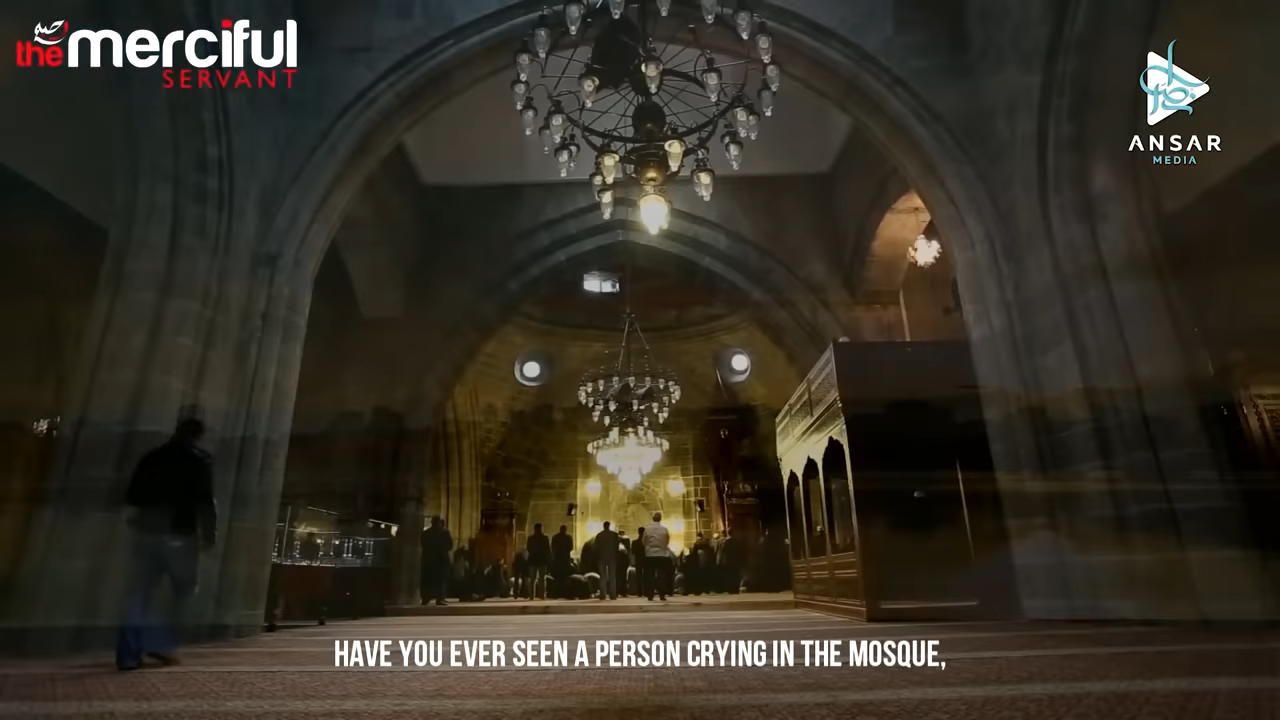 the merciful
SERVANT
ANSAR
MEDIA
HAVE YOU EVER SEEN A PERSON CRYING IN THE MOSQUE,